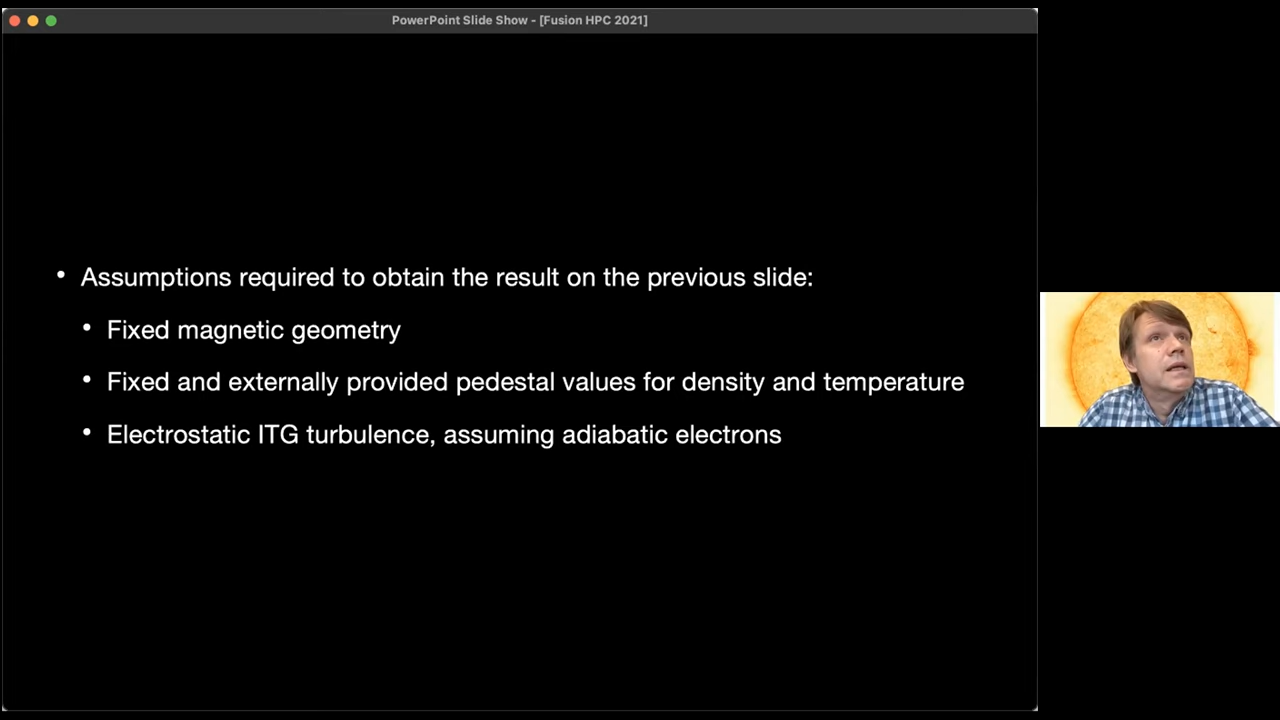 PowerPoint Slide Show - [Fusion HPC 2021]
• Assumptions required to obtain the result on the previous slide:
• Fixed magnetic geometry
• Fixed and externally provided pedestal values for density and temperature
• Electrostatic ITG turbulence, assuming adiabatic electrons